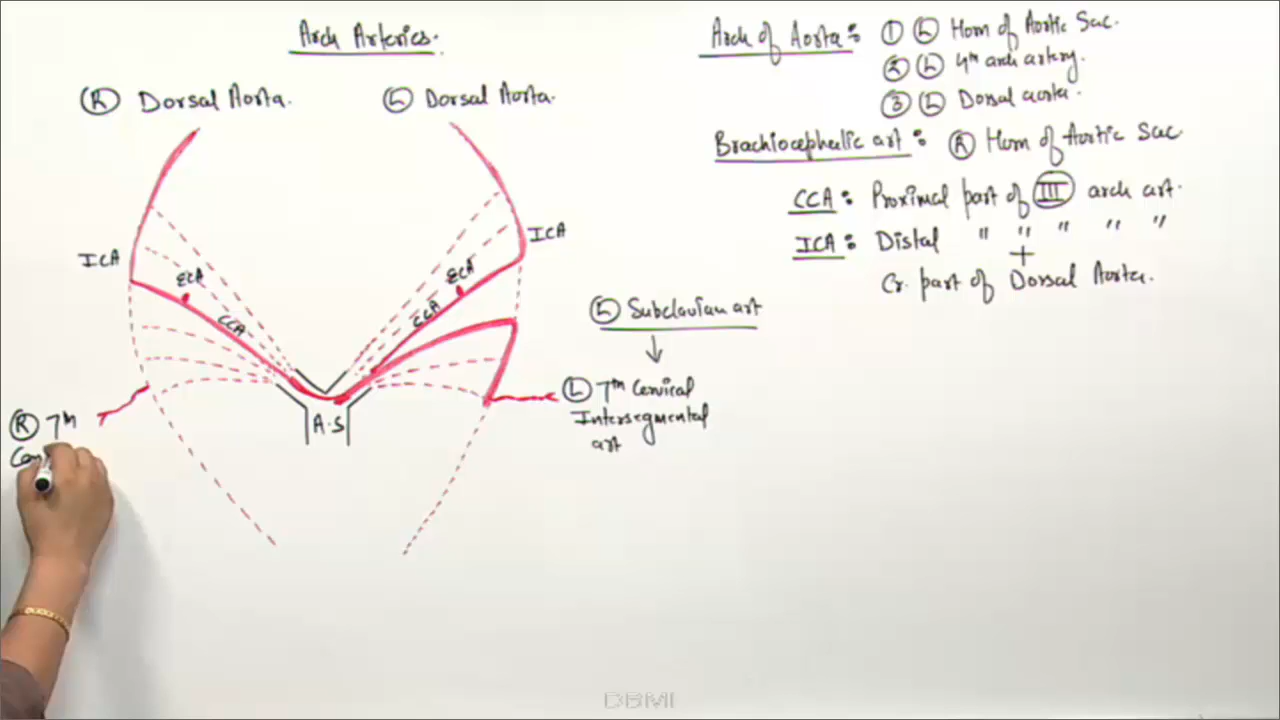 Arch Arteries.
Ⓡ Dorsal Aorta.
Ⓛ Dorsal Aorta.
ICA
ECA
CCA
ICA
ECA
CCA
A.S
Ⓡ 7th
Ⓛ Subclavian art
↓
Ⓛ 7th Cervical
Intersegmental
art
Arch of Aorta: ① Ⓛ Horn of Aortic Sac.
② Ⓛ 4th arch artery.
③ Ⓛ Dorsal aorta.
Brachiocephalic art: Ⓡ Horn of Aortic Sac
CCA: Proximal part of III arch art.
ICA: Distal " " " " "
+
Cr. part of Dorsal Aorta.
DBMI